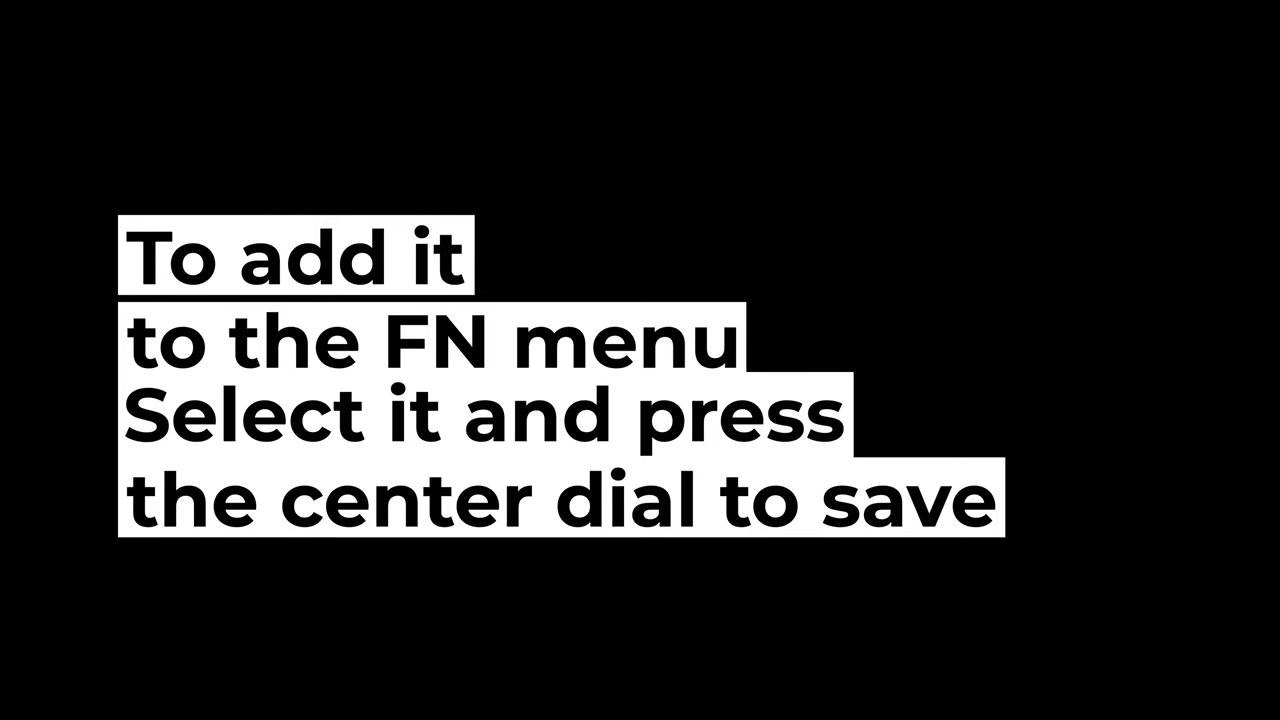 To add it
to the FN menu
Select it and press
the center dial to save